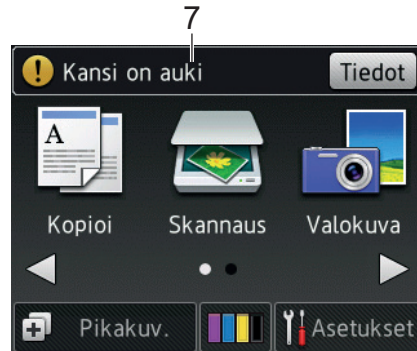 7
Kansi on auki Tiedot
A
Kopioi Skannaus Valokuva
Pikakuv. Asetukset